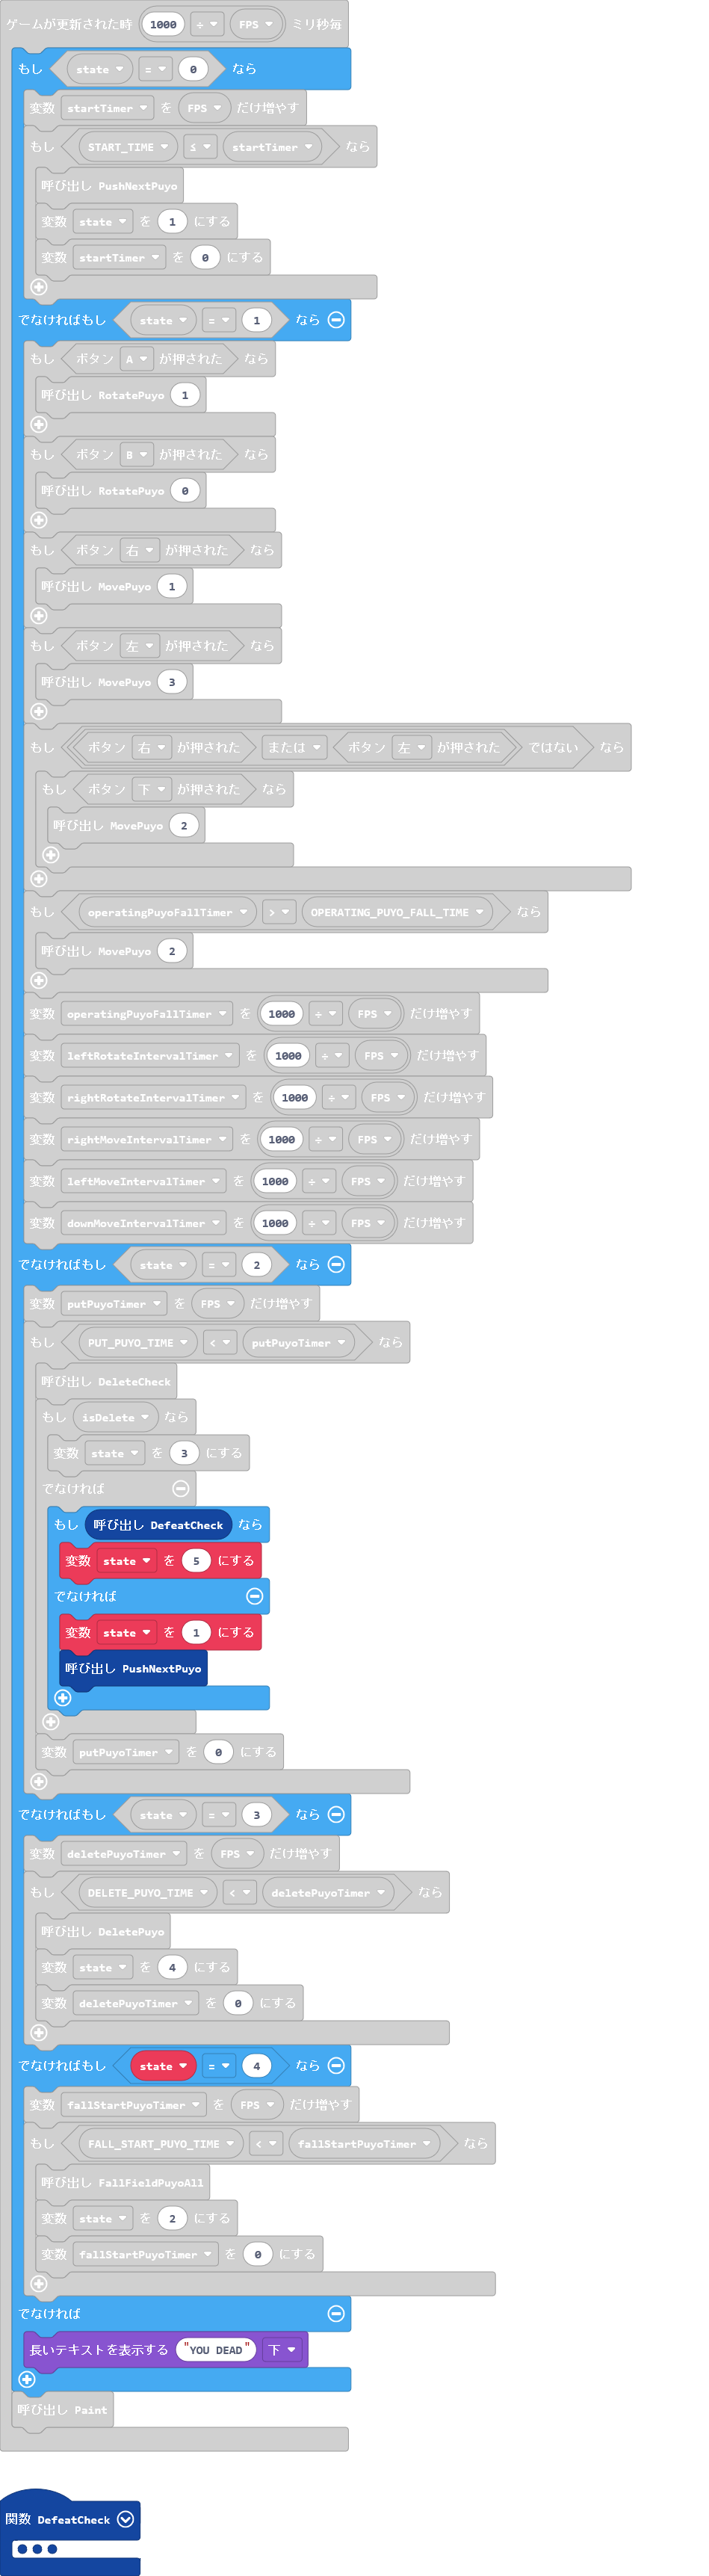 ゲームが更新された時 1000 ÷ FPS ミリ秒毎
もし state = 0 なら
変数 startTimer を FPS だけ増やす
もし START_TIME ≤ startTimer なら
呼び出し PushNextPuyo
変数 state を 1 にする
変数 startTimer を 0 にする
でなければもし state = 1 なら
もし ボタン A が押された なら
呼び出し RotatePuyo 1
もし ボタン B が押された なら
呼び出し RotatePuyo 0
もし ボタン 右 が押された なら
呼び出し MovePuyo 1
もし ボタン 左 が押された なら
呼び出し MovePuyo 3
もし ボタン 右 が押された または ボタン 左 が押された ではない なら
もし ボタン 下 が押された なら
呼び出し MovePuyo 2
もし operatingPuyoFallTimer > OPERATING_PUYO_FALL_TIME なら
呼び出し MovePuyo 2
変数 operatingPuyoFallTimer を 1000 ÷ FPS だけ増やす
変数 leftRotateIntervalTimer を 1000 ÷ FPS だけ増やす
変数 rightRotateIntervalTimer を 1000 ÷ FPS だけ増やす
変数 rightMoveIntervalTimer を 1000 ÷ FPS だけ増やす
変数 leftMoveIntervalTimer を 1000 ÷ FPS だけ増やす
変数 downMoveIntervalTimer を 1000 ÷ FPS だけ増やす
でなければもし state = 2 なら
変数 putPuyoTimer を FPS だけ増やす
もし PUT_PUYO_TIME < putPuyoTimer なら
呼び出し DeleteCheck
もし isDelete なら
変数 state を 3 にする
でなければ
もし 呼び出し DefeatCheck なら
変数 state を 5 にする
でなければ
変数 state を 1 にする
呼び出し PushNextPuyo
変数 putPuyoTimer を 0 にする
でなければもし state = 3 なら
変数 deletePuyoTimer を FPS だけ増やす
もし DELETE_PUYO_TIME < deletePuyoTimer なら
呼び出し DeletePuyo
変数 state を 4 にする
変数 deletePuyoTimer を 0 にする
でなければもし state = 4 なら
変数 fallStartPuyoTimer を FPS だけ増やす
もし FALL_START_PUYO_TIME < fallStartPuyoTimer なら
呼び出し FallFieldPuyoAll
変数 state を 2 にする
変数 fallStartPuyoTimer を 0 にする
でなければ
長いテキストを表示する "YOU DEAD" 下
呼び出し Paint
関数 DefeatCheck